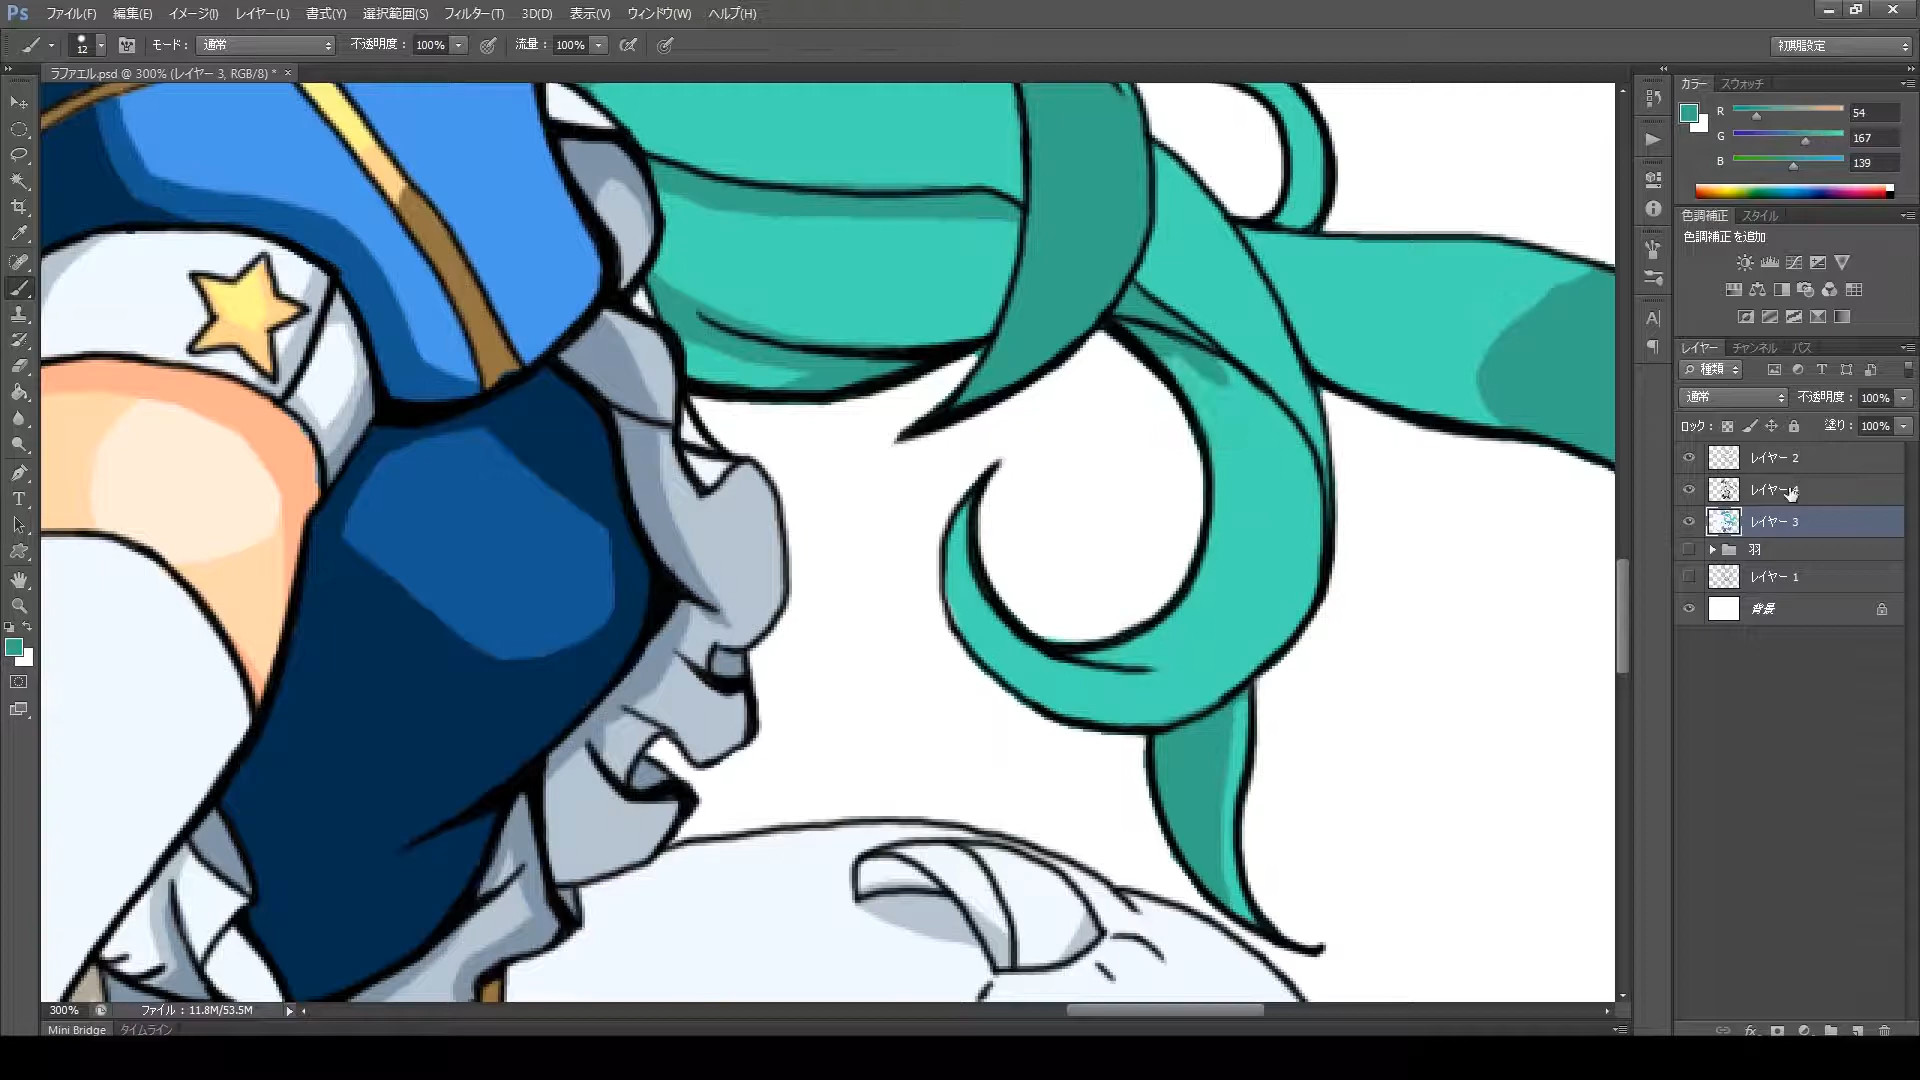 Ps ファイル(F) 編集(E) イメージ(I) レイヤー(L) 書式(Y) 選択範囲(S) フィルター(T) 3D(D) 表示(V) ウィンドウ(W) ヘルプ(H)
12 モード： 通常 不透明度： 100% 流量： 100% 初期設定
ラファエル.psd @ 300% (レイヤー 3, RGB/8) * ×
カラー スウォッチ
R 54
G 167
B 139
色調補正 スタイル
色調補正を追加
レイヤー チャンネル パス
種類
通常 不透明度： 100%
ロック： 塗り： 100%
レイヤー 2
レイヤー 4
レイヤー 3
羽
レイヤー 1
背景
300% ファイル：11.8M/53.5M
Mini Bridge タイムライン